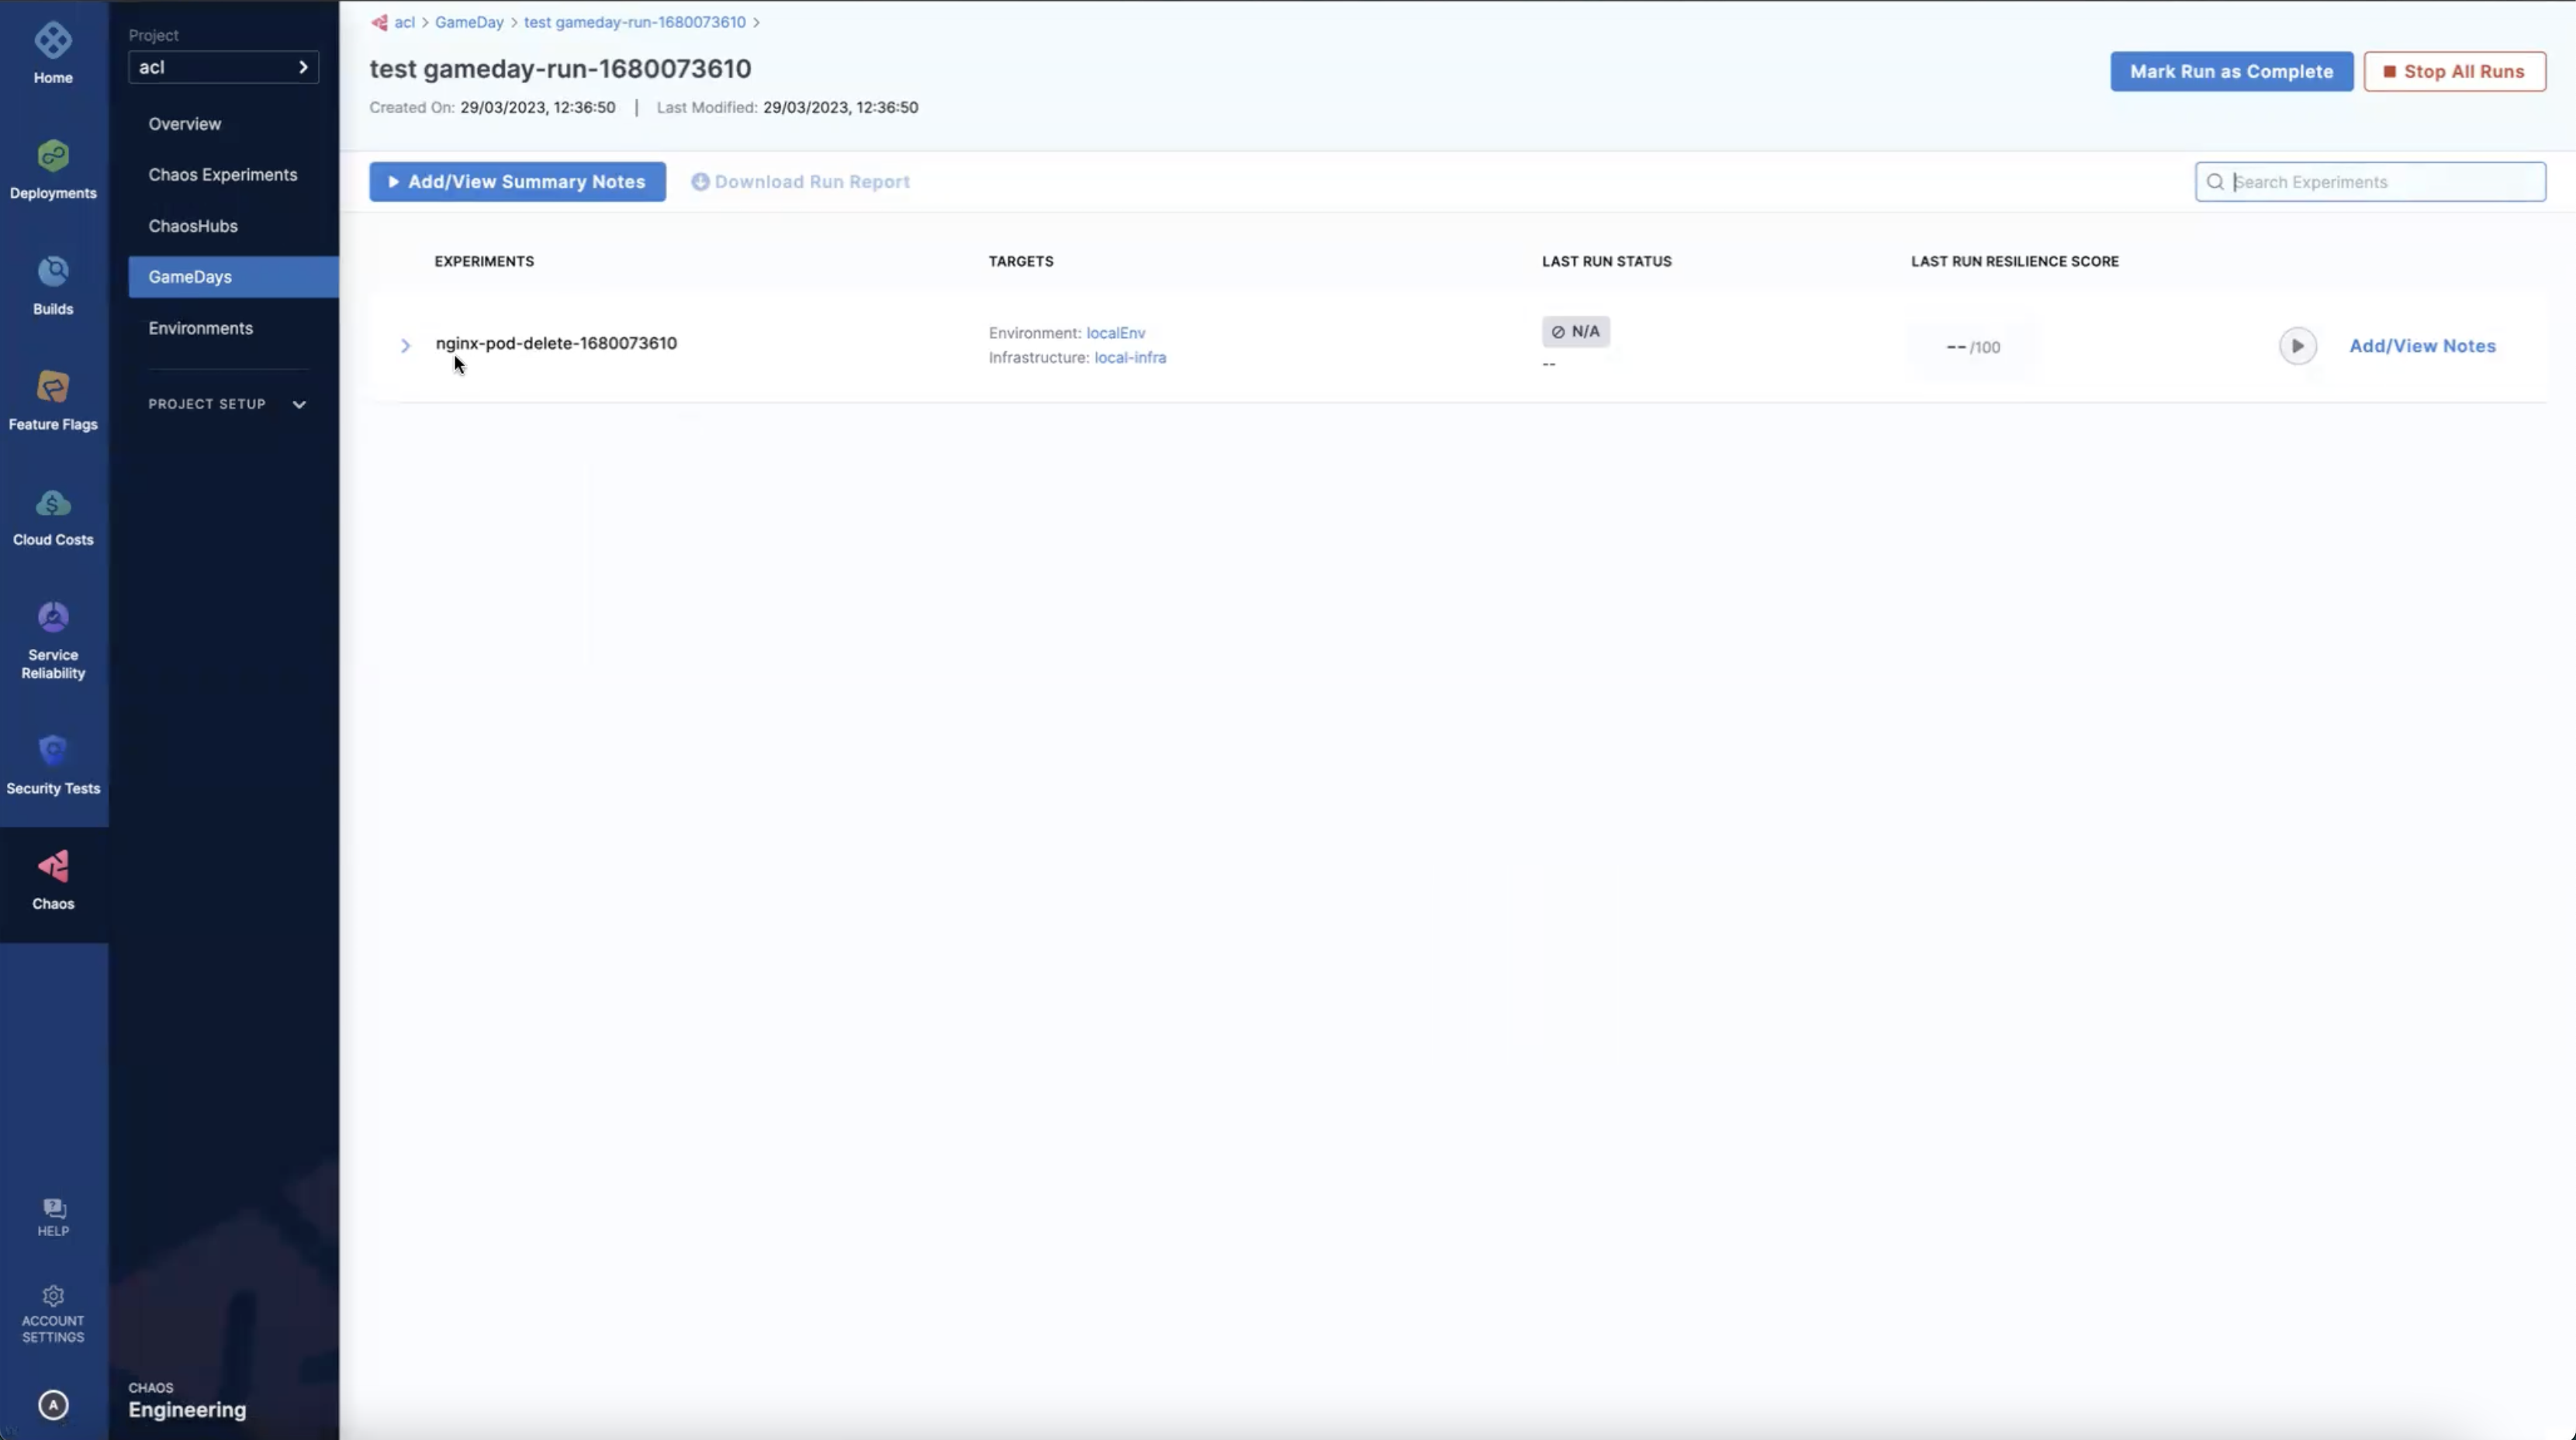 Home
Deployments
Builds
Feature Flags
Cloud Costs
Service
Reliability
Security Tests
Chaos
HELP
ACCOUNT
SETTINGS
A
Project
acl
Overview
Chaos Experiments
ChaosHubs
GameDays
Environments
PROJECT SETUP
CHAOS
Engineering
acl > GameDay > test gameday-run-1680073610 >
test gameday-run-1680073610
Created On: 29/03/2023, 12:36:50 | Last Modified: 29/03/2023, 12:36:50
Mark Run as Complete
Stop All Runs
Add/View Summary Notes
Download Run Report
Search Experiments
EXPERIMENTS TARGETS LAST RUN STATUS LAST RUN RESILIENCE SCORE
nginx-pod-delete-1680073610
Environment: localEnv
Infrastructure: local-infra
N/A
--
-- /100
Add/View Notes